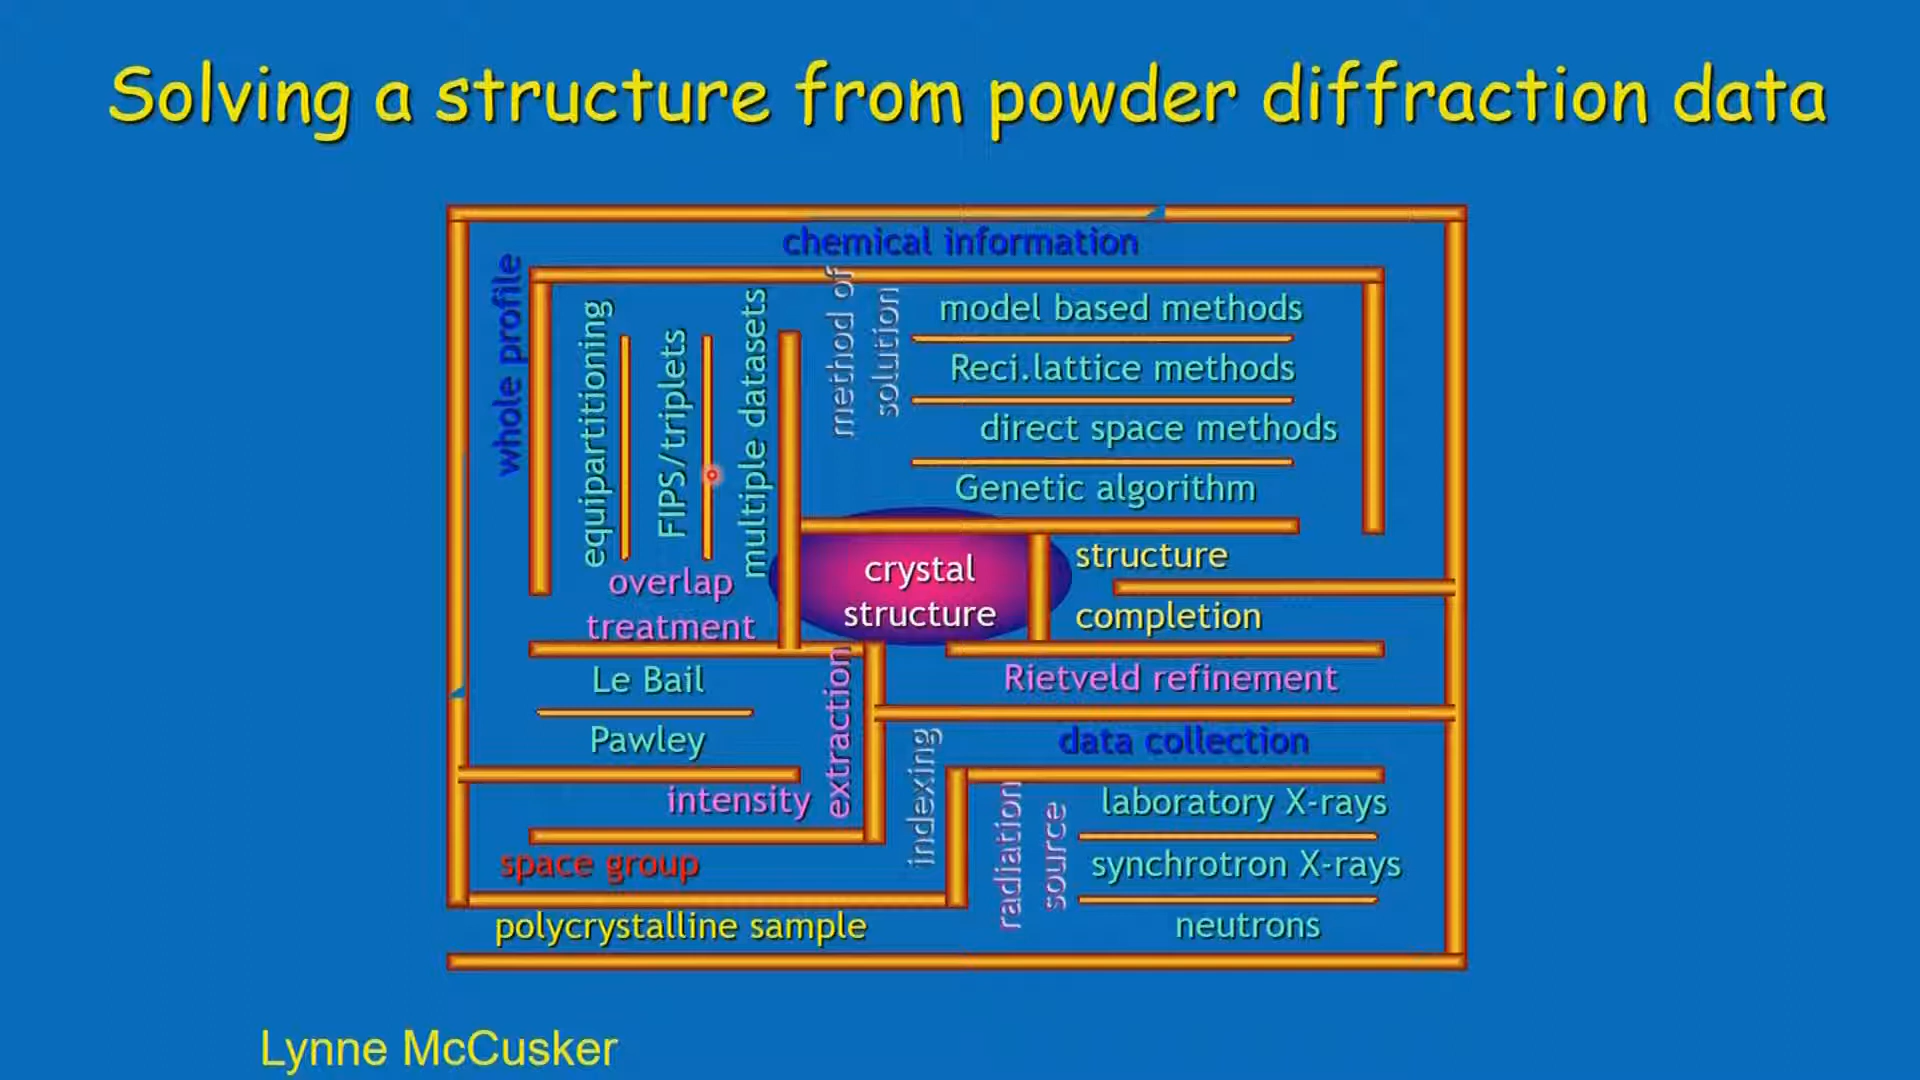 Solving a structure from powder diffraction data
chemical information
whole profile
equipartitioning
FIPS/triplets
multiple datasets
method of
solution
model based methods
Reci.lattice methods
direct space methods
Genetic algorithm
overlap
treatment
crystal
structure
structure
completion
Le Bail
Pawley
extraction
intensity
Rietveld refinement
data collection
indexing
radiation
source
laboratory X-rays
synchrotron X-rays
neutrons
space group
polycrystalline sample
Lynne McCusker